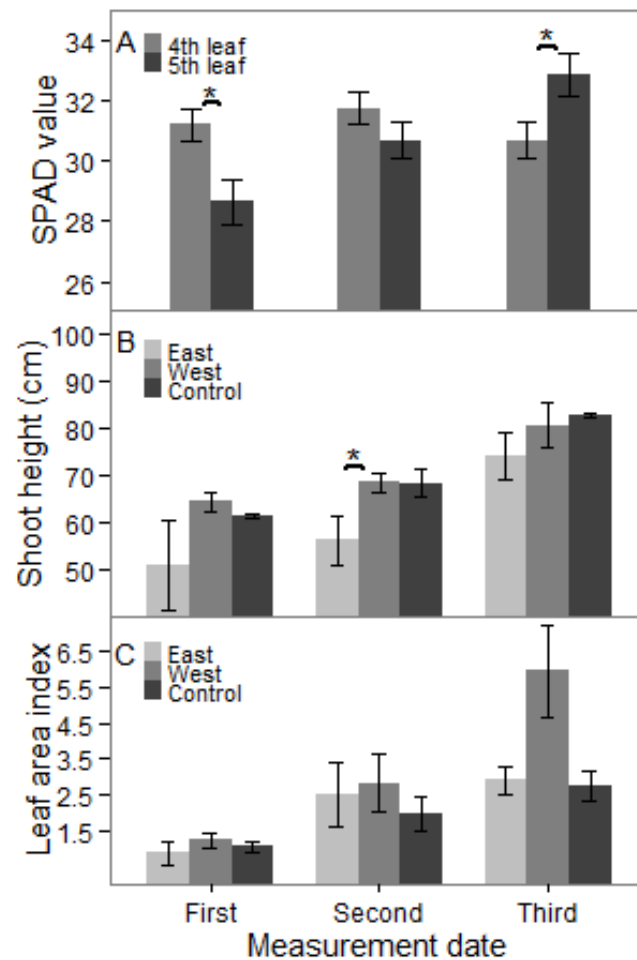 A
4th leaf
5th leaf
SPAD value
34
32
30
28
26
*
*
B
East
West
Control
Shoot height (cm)
100
90
80
70
60
50
*
C
East
West
Control
Leaf area index
6.5
5.5
4.5
3.5
2.5
1.5
First Second Third
Measurement date